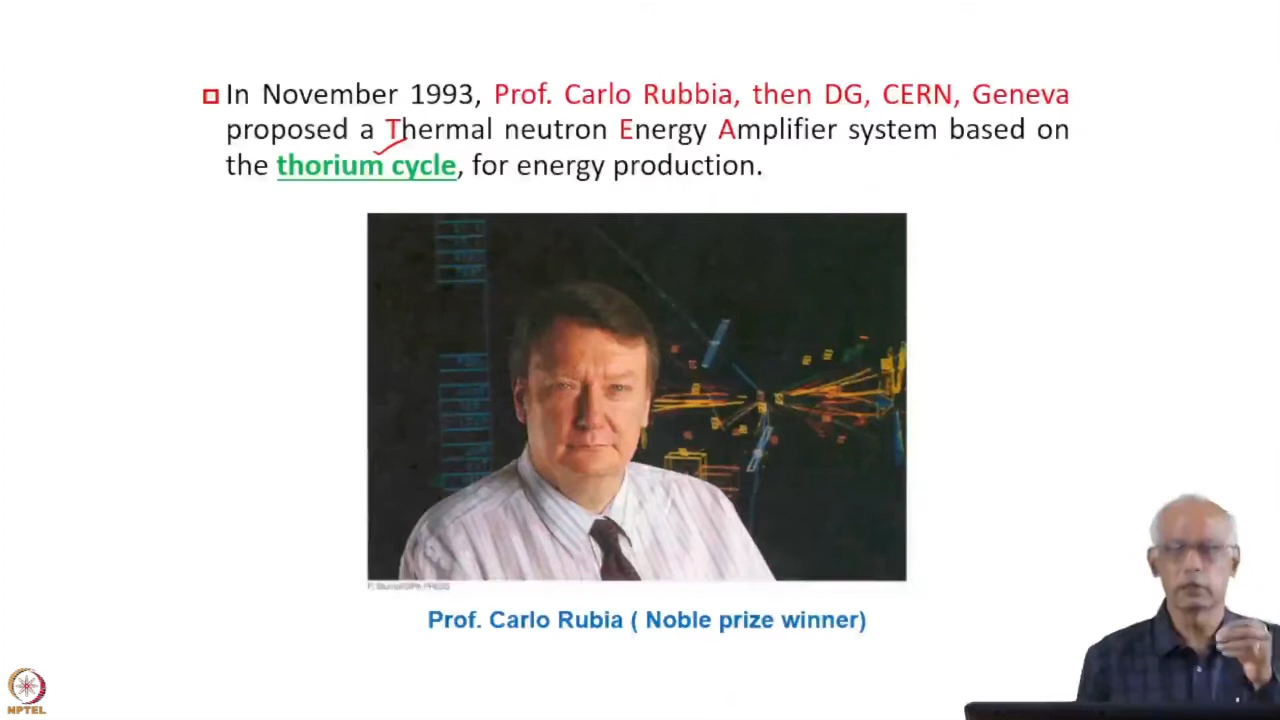 In November 1993, Prof. Carlo Rubbia, then DG, CERN, Geneva
proposed a Thermal neutron Energy Amplifier system based on
the thorium cycle, for energy production.
Prof. Carlo Rubia ( Noble prize winner)
NPTEL